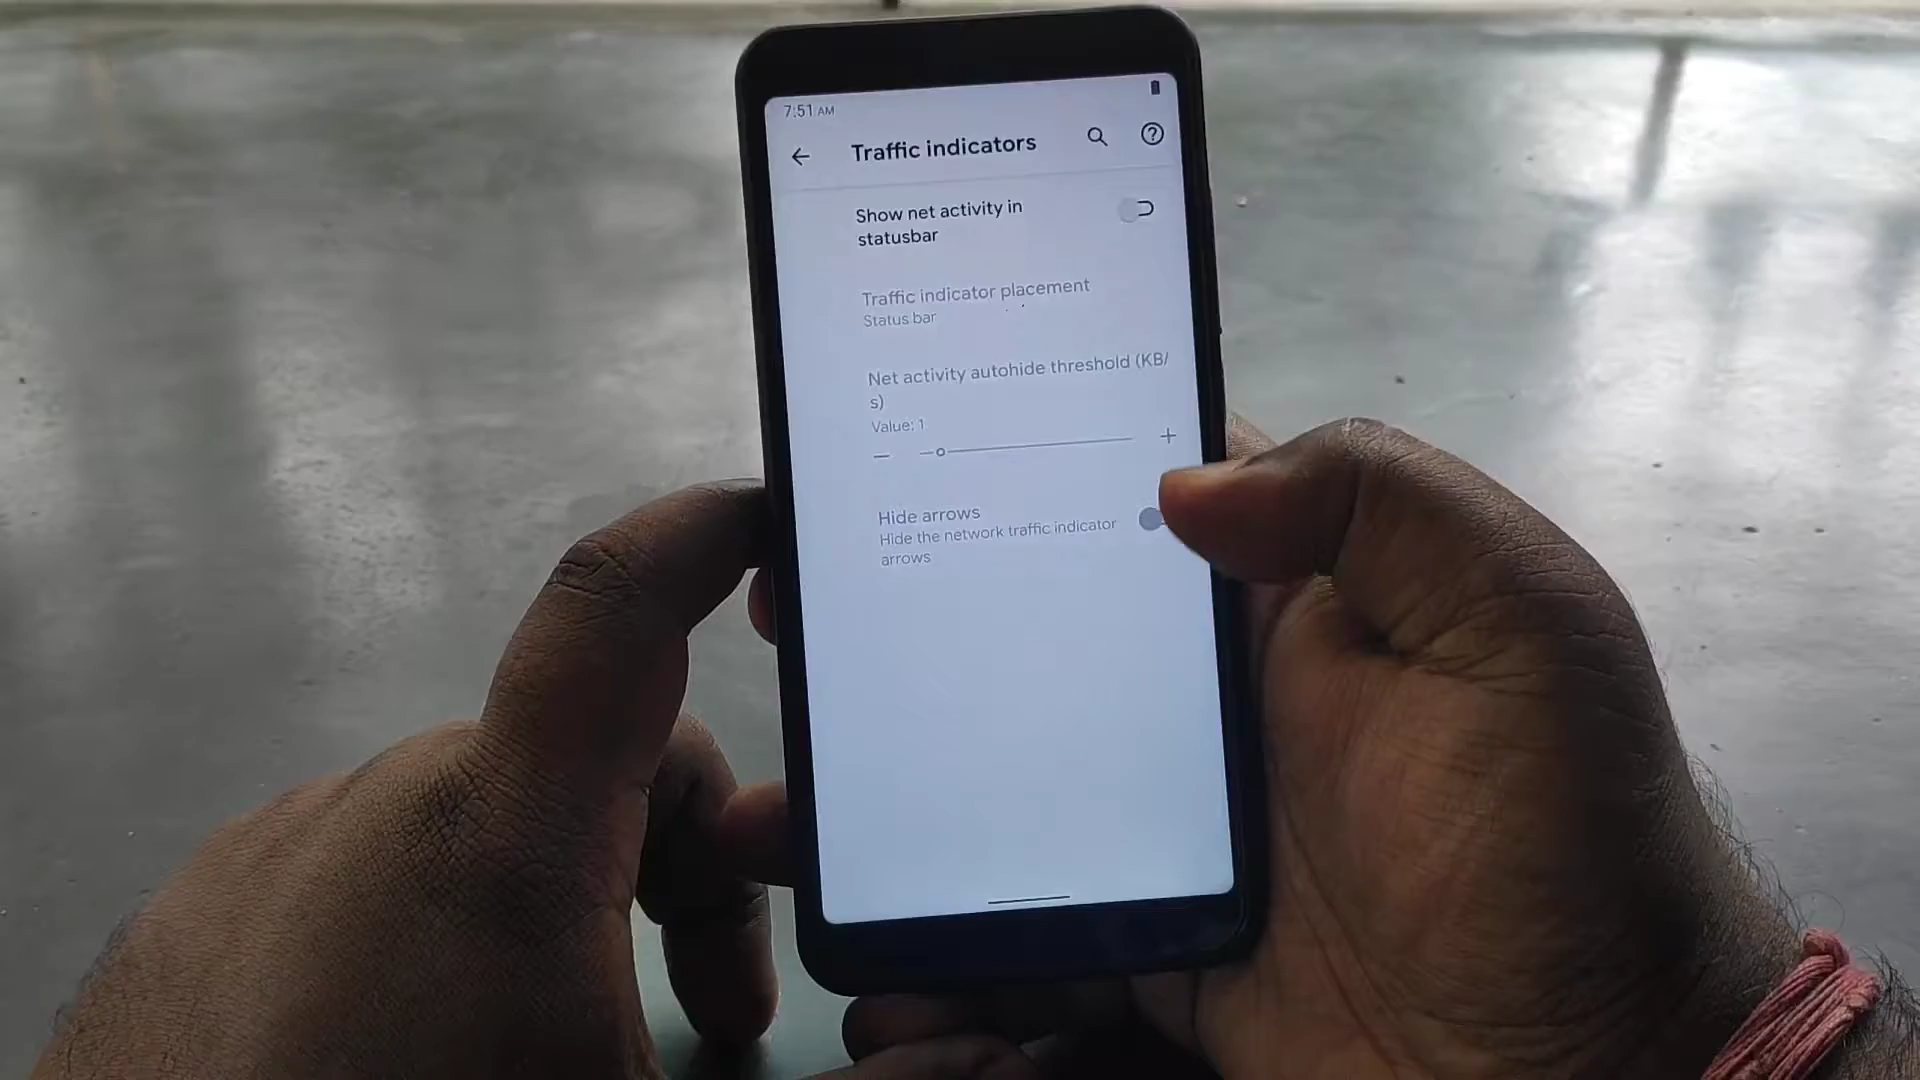 7:51 AM
Traffic indicators
Show net activity in
statusbar
Traffic indicator placement
Status bar
Net activity autohide threshold (KB/
s)
Value: 1
Hide arrows
Hide the network traffic indicator
arrows